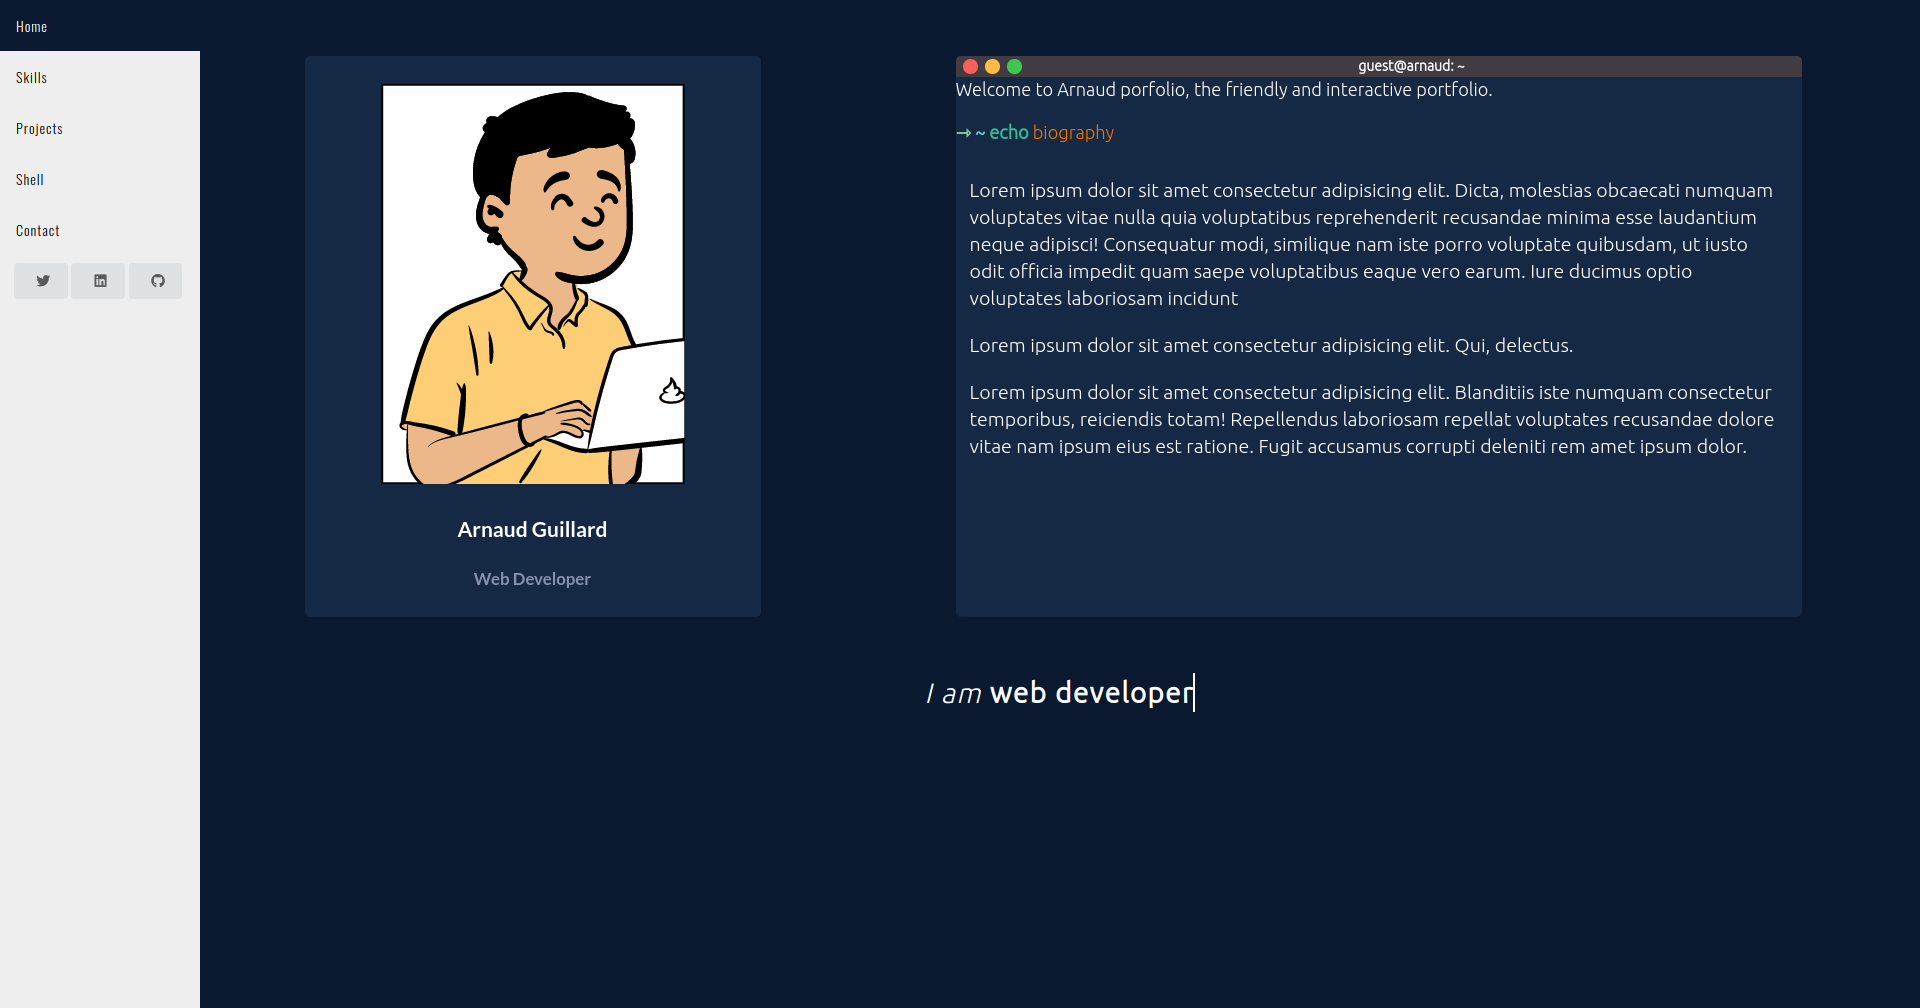 Home
Skills
Projects
Shell
Contact
Arnaud Guillard
Web Developer
guest@arnaud: ~
Welcome to Arnaud porfolio, the friendly and interactive portfolio.
→ ~ echo biography
Lorem ipsum dolor sit amet consectetur adipisicing elit. Dicta, molestias obcaecati numquam
voluptates vitae nulla quia voluptatibus reprehenderit recusandae minima esse laudantium
neque adipisci! Consequatur modi, similique nam iste porro voluptate quibusdam, ut iusto
odit officia impedit quam saepe voluptatibus eaque vero earum. Iure ducimus optio
voluptates laboriosam incidunt
Lorem ipsum dolor sit amet consectetur adipisicing elit. Qui, delectus.
Lorem ipsum dolor sit amet consectetur adipisicing elit. Blanditiis iste numquam consectetur
temporibus, reiciendis totam! Repellendus laboriosam repellat voluptates recusandae dolore
vitae nam ipsum eius est ratione. Fugit accusamus corrupti deleniti rem amet ipsum dolor.
I am web developer